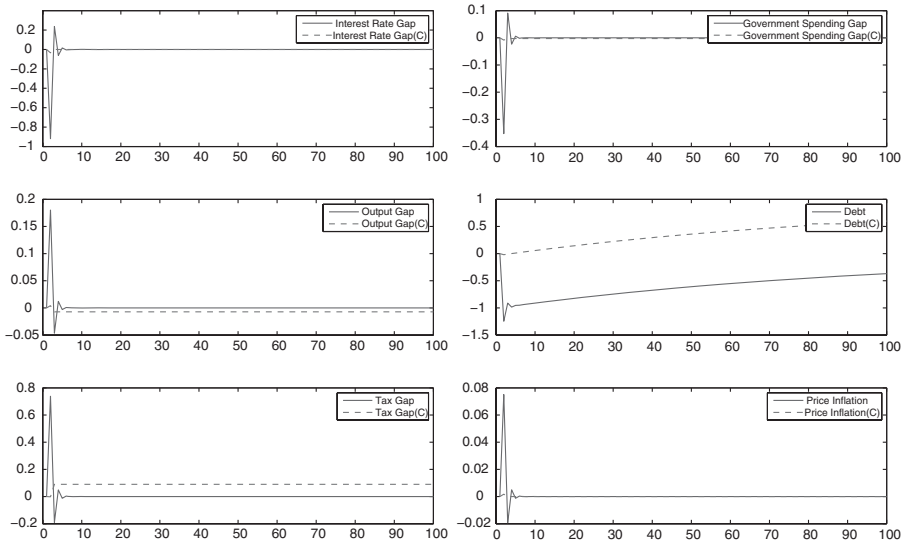 0.2
0
−0.2
−0.4
−0.6
−0.8
−1
0 10 20 30 40 50 60 70 80 90 100
Interest Rate Gap
Interest Rate Gap(C)
0.1
0
−0.1
−0.2
−0.3
−0.4
0 10 20 30 40 50 60 70 80 90 100
Government Spending Gap
Government Spending Gap(C)
0.2
0.15
0.1
0.05
0
−0.05
0 10 20 30 40 50 60 70 80 90 100
Output Gap
Output Gap(C)
1
0.5
0
−0.5
−1
−1.5
0 10 20 30 40 50 60 70 80 90 100
Debt
Debt(C)
0.8
0.6
0.4
0.2
0
−0.2
0 10 20 30 40 50 60 70 80 90 100
Tax Gap
Tax Gap(C)
0.08
0.06
0.04
0.02
0
−0.02
0 10 20 30 40 50 60 70 80 90 100
Price Inflation
Price Inflation(C)